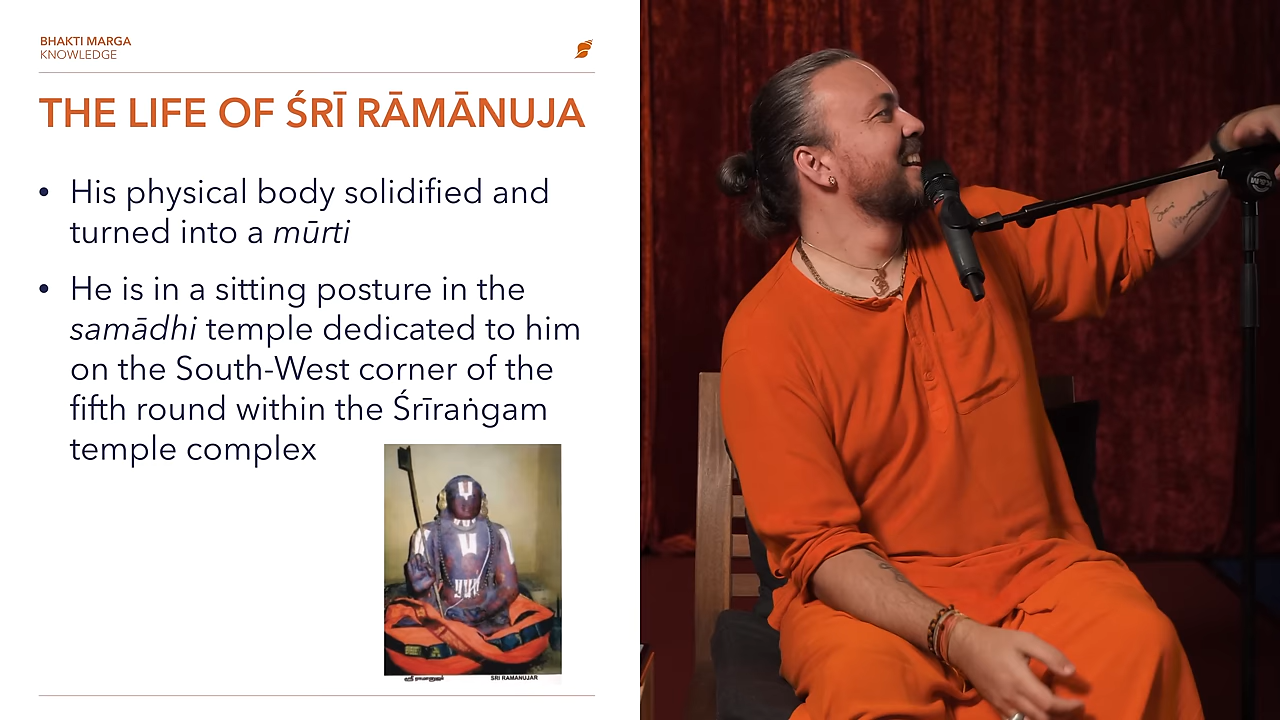 BHAKTI MARGA
KNOWLEDGE
THE LIFE OF ŚRĪ RĀMĀNUJA
• His physical body solidified and
turned into a mūrti
• He is in a sitting posture in the
samādhi temple dedicated to him
on the South-West corner of the
fifth round within the Śrīraṅgam
temple complex
SRI RAMANUJAR